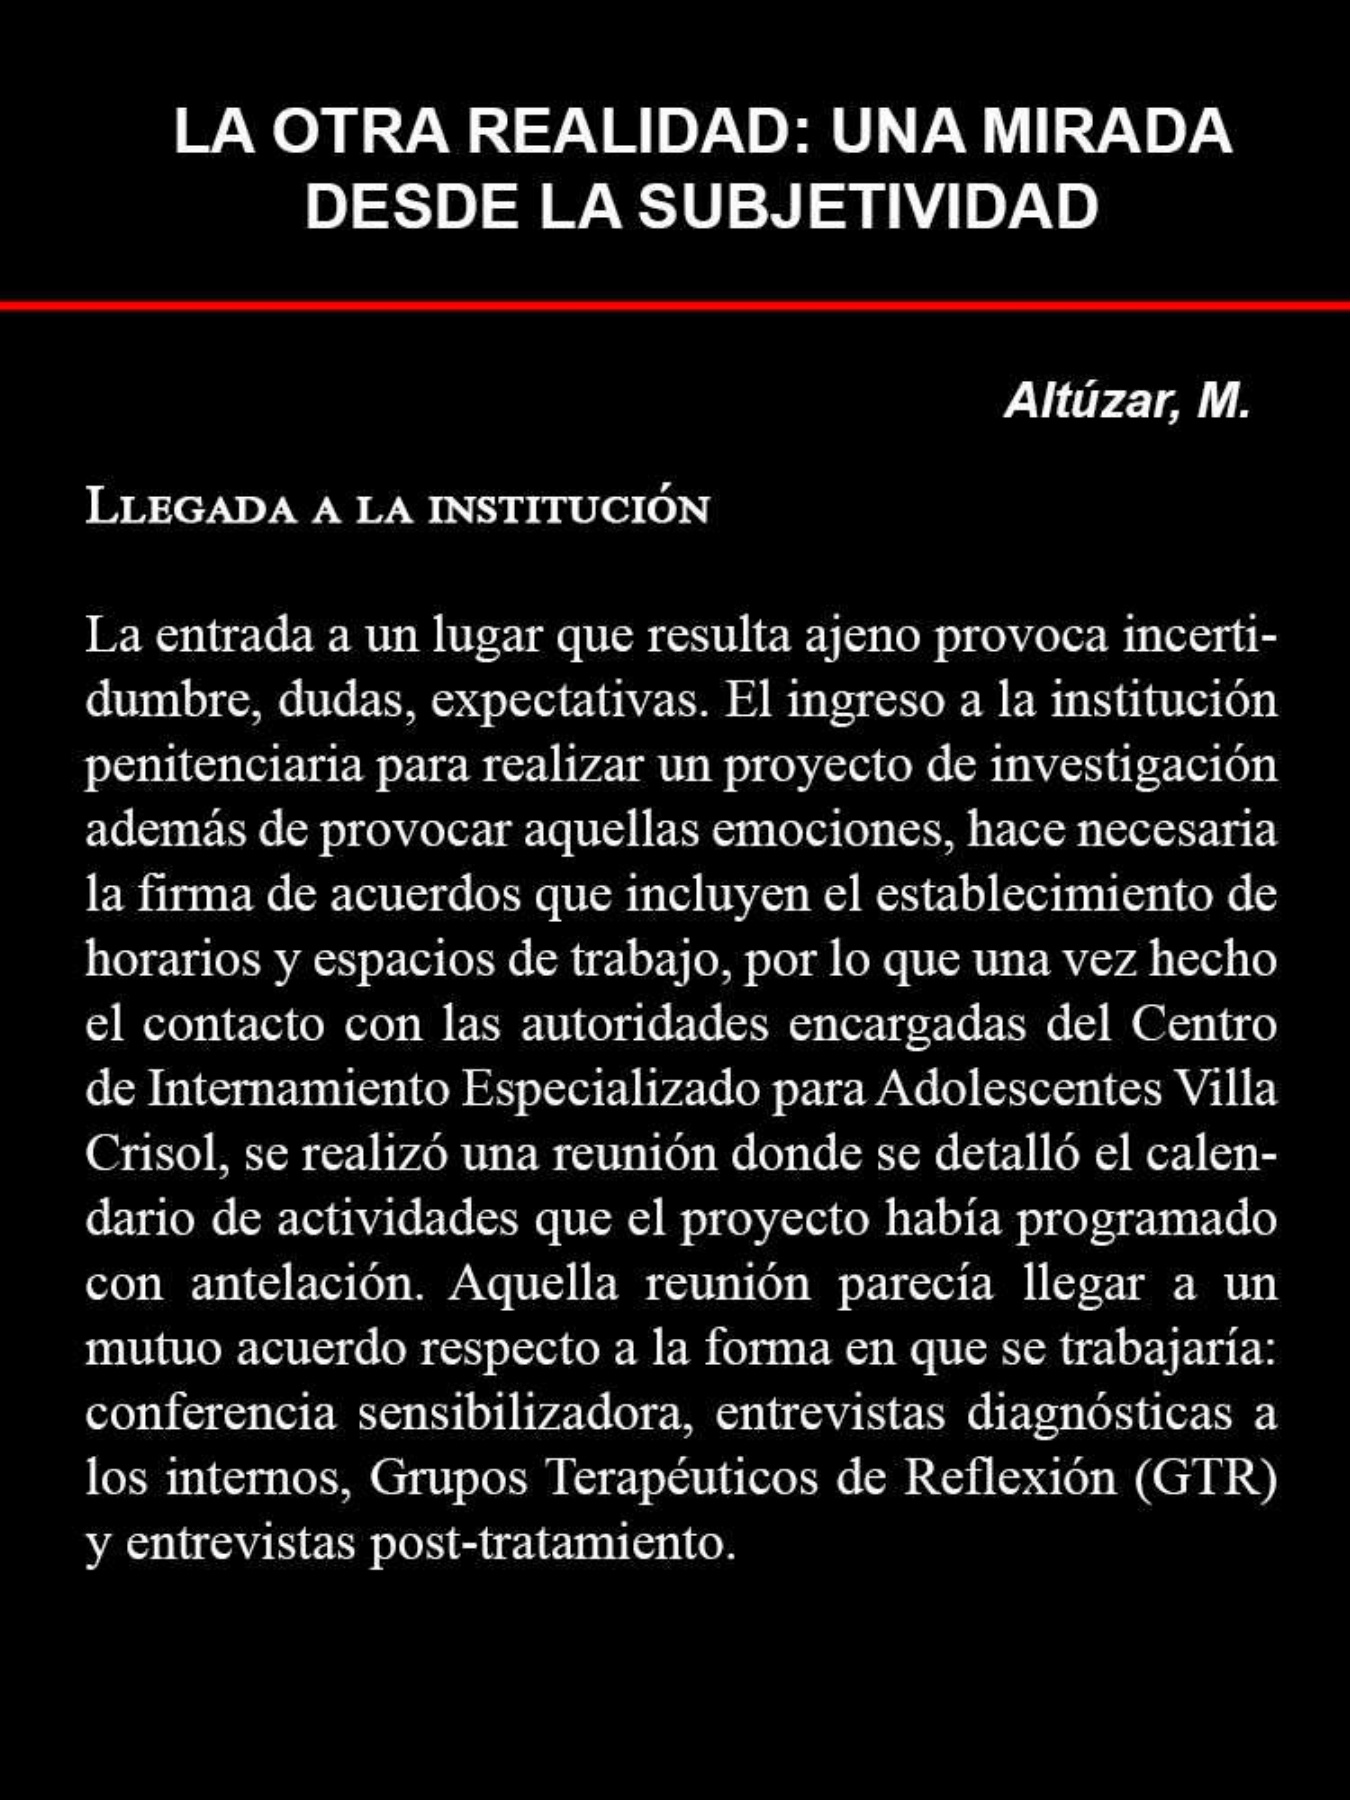 LA OTRA REALIDAD: UNA MIRADA
DESDE LA SUBJETIVIDAD
Altúzar, M.
LLEGADA A LA INSTITUCIÓN
La entrada a un lugar que resulta ajeno provoca incerti-
dumbre, dudas, expectativas. El ingreso a la institución
penitenciaria para realizar un proyecto de investigación
además de provocar aquellas emociones, hace necesaria
la firma de acuerdos que incluyen el establecimiento de
horarios y espacios de trabajo, por lo que una vez hecho
el contacto con las autoridades encargadas del Centro
de Internamiento Especializado para Adolescentes Villa
Crisol, se realizó una reunión donde se detalló el calen-
dario de actividades que el proyecto había programado
con antelación. Aquella reunión parecía llegar a un
mutuo acuerdo respecto a la forma en que se trabajaría:
conferencia sensibilizadora, entrevistas diagnósticas a
los internos, Grupos Terapéuticos de Reflexión (GTR)
y entrevistas post-tratamiento.